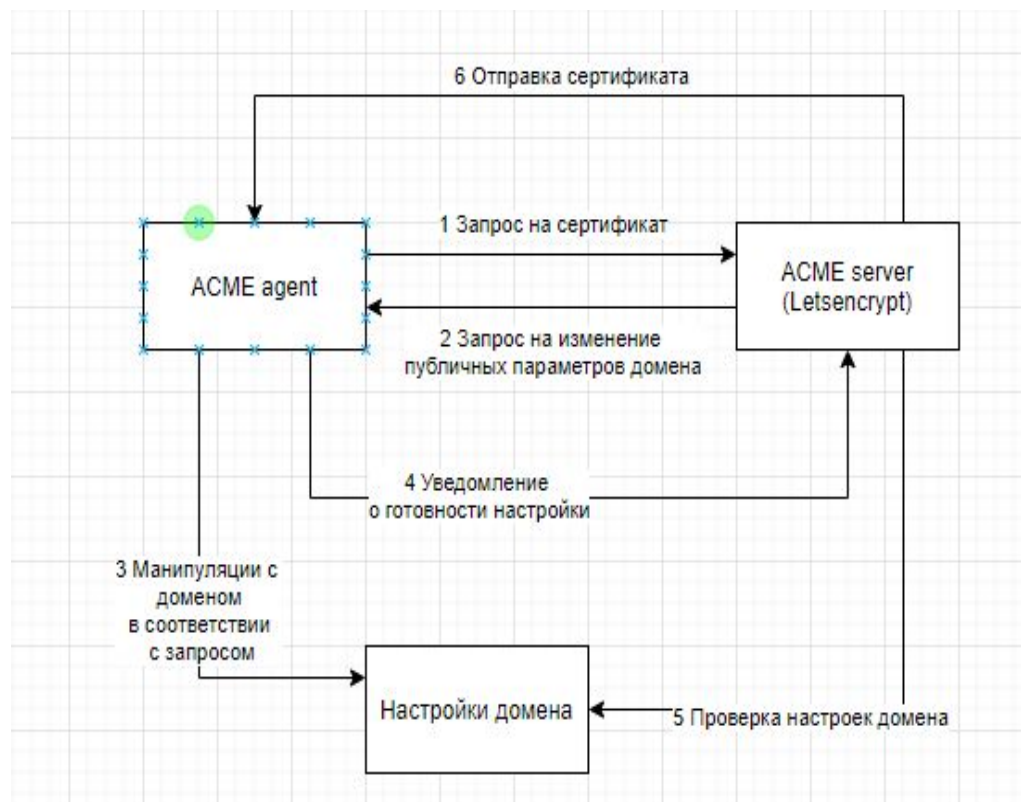 6 Отправка сертификата
1 Запрос на сертификат
ACME agent
ACME server
(Letsencrypt)
2 Запрос на изменение
публичных параметров домена
4 Уведомление
о готовности настройки
3 Манипуляции с
доменом
в соответствии
с запросом
Настройки домена
5 Проверка настроек домена